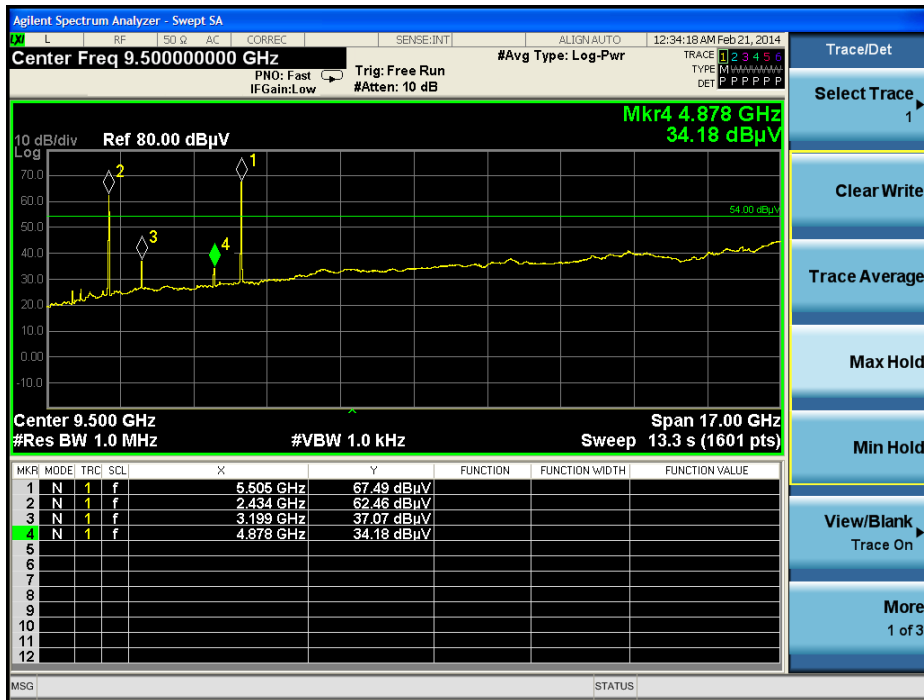 Agilent Spectrum Analyzer - Swept SA
LXI L RF 50 Ω AC CORREC SENSE:INT ALIGN AUTO 12:34:18 AM Feb 21, 2014
Center Freq 9.500000000 GHz
PNO: Fast
IFGain:Low
Trig: Free Run
#Atten: 10 dB
#Avg Type: Log-Pwr
TRACE 1 2 3 4 5 6
TYPE M W W W W W
DET P P P P P P
Mkr4 4.878 GHz
34.18 dBµV
10 dB/div Ref 80.00 dBµV
Log
70.0
60.0
50.0
40.0
30.0
20.0
10.0
0.00
-10.0
1
2
3
4
54.00 dBµV
Center 9.500 GHz Span 17.00 GHz
#Res BW 1.0 MHz #VBW 1.0 kHz Sweep 13.3 s (1601 pts)
MKR MODE TRC SCL X Y FUNCTION FUNCTION WIDTH FUNCTION VALUE
1 N 1 f 5.505 GHz 67.49 dBµV
2 N 1 f 2.434 GHz 62.46 dBµV
3 N 1 f 3.199 GHz 37.07 dBµV
4 N 1 f 4.878 GHz 34.18 dBµV
5
6
7
8
9
10
11
12
MSG STATUS
Trace/Det
Select Trace
1
Clear Write
Trace Average
Max Hold
Min Hold
View/Blank
Trace On
More
1 of 3